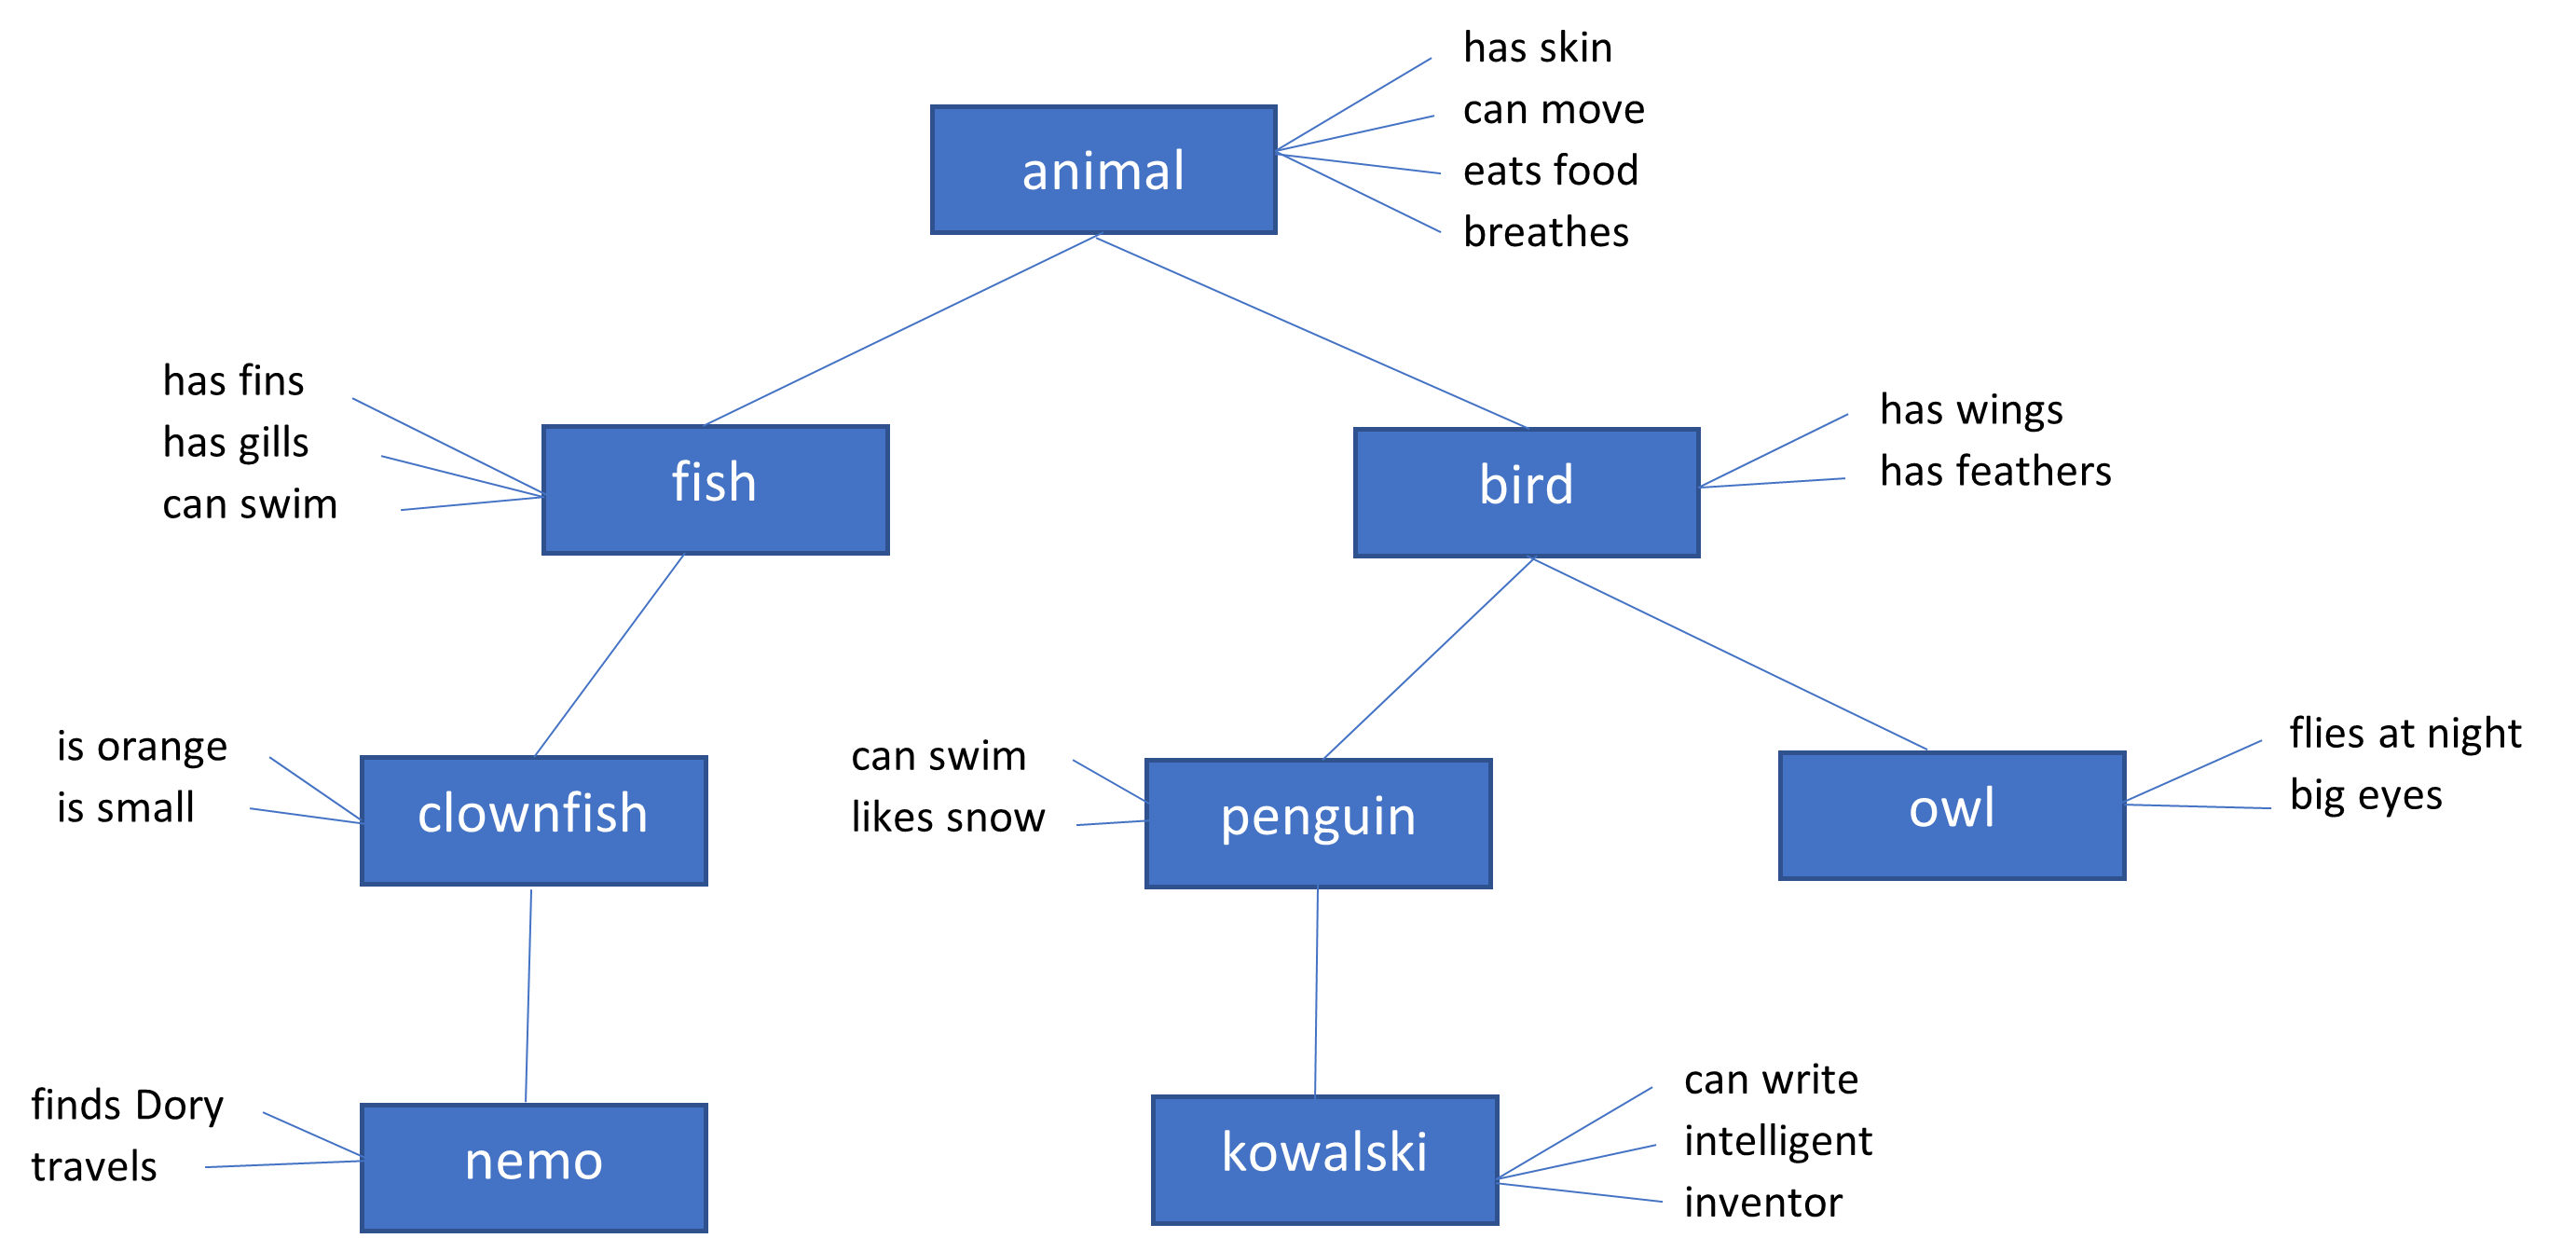 has skin
can move
eats food
breathes
animal
has fins
has gills
can swim
fish
bird
has wings
has feathers
is orange
is small
clownfish
can swim
likes snow
penguin
owl
flies at night
big eyes
finds Dory
travels
nemo
kowalski
can write
intelligent
inventor